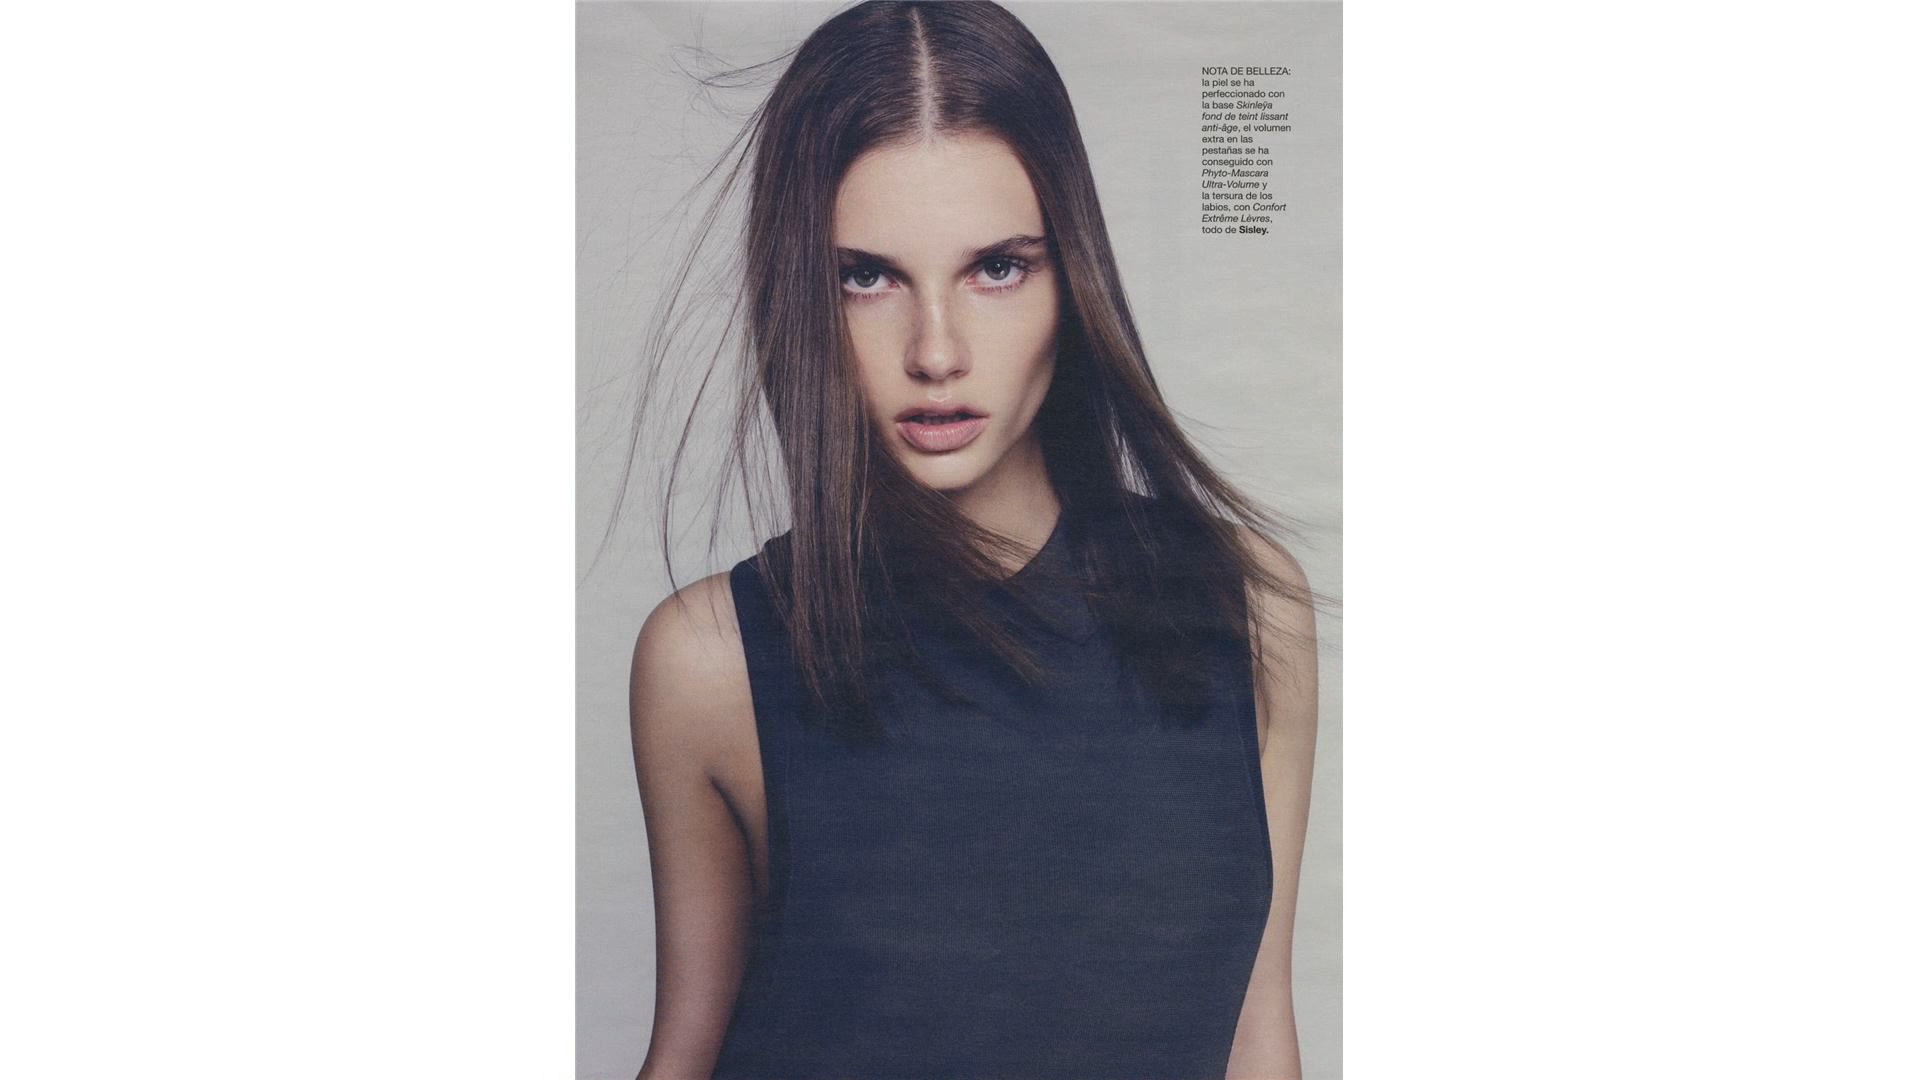 NOTA DE BELLEZA:
la piel se ha
perfeccionado con
la base Skinleÿa
fond de teint lissant
anti-âge, el volumen
extra en las
pestañas se ha
conseguido con
Phyto-Mascara
Ultra-Volume y
la tersura de los
labios, con Confort
Extrême Lèvres,
todo de Sisley.